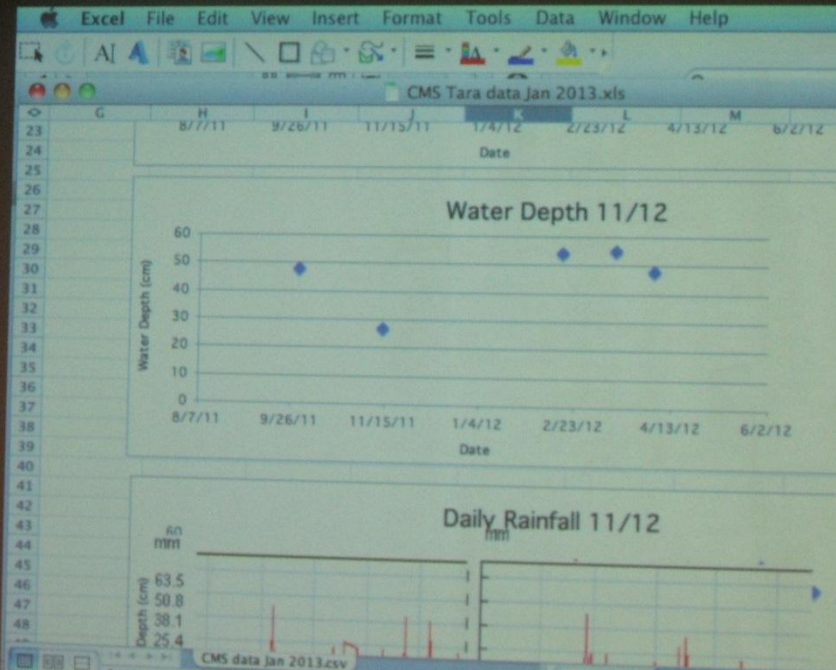 Excel File Edit View Insert Format Tools Data Window Help
AI A
CMS Tara data Jan 2013.xls
G H I J K L M
23 8/7/11 9/26/11 11/15/11 1/4/12 2/23/12 4/13/12 6/2/12
24 Date
25
26
27 Water Depth 11/12
28 60
29 50
30 40
31 30
32 20
33 10
34 0
35 Water Depth (cm)
36
37 8/7/11 9/26/11 11/15/11 1/4/12 2/23/12 4/13/12 6/2/12
38
39 Date
40
41
42 Daily Rainfall 11/12
43 60 mm
44 mm
45 63.5
46 50.8
47 38.1
48 25.4
Depth (cm)
CMS data Jan 2013.csv